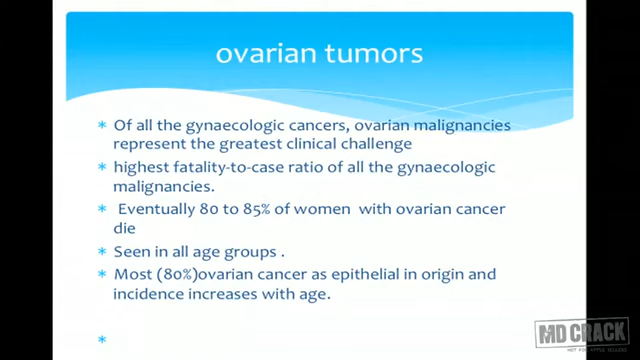 ovarian tumors
* Of all the gynaecologic cancers, ovarian malignancies
represent the greatest clinical challenge
* highest fatality-to-case ratio of all the gynaecologic
malignancies.
* Eventually 80 to 85% of women with ovarian cancer
die
* Seen in all age groups .
* Most (80%)ovarian cancer as epithelial in origin and
incidence increases with age.
*
MD CRACK